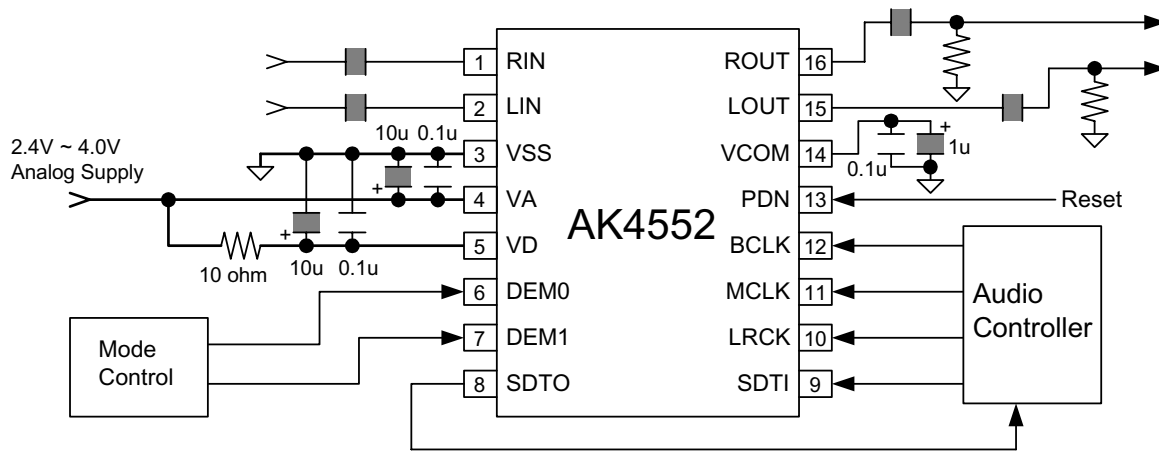 1 RIN
2 LIN
3 VSS
4 VA
5 VD
6 DEM0
7 DEM1
8 SDTO
AK4552
ROUT 16
LOUT 15
VCOM 14
PDN 13
BCLK 12
MCLK 11
LRCK 10
SDTI 9
2.4V ~ 4.0V
Analog Supply
10u 0.1u
+
+
10 ohm 10u 0.1u
Mode
Control
+
0.1u 1u
Reset
Audio
Controller